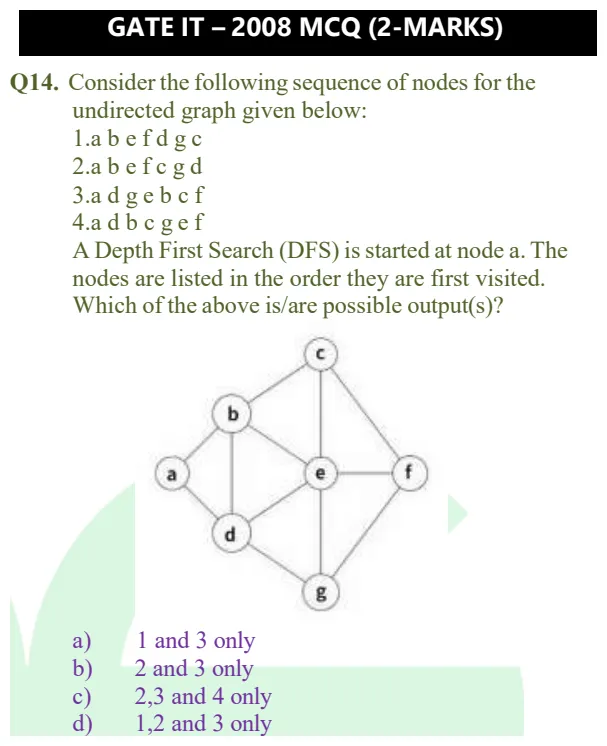 GATE IT – 2008 MCQ (2-MARKS)
Q14. Consider the following sequence of nodes for the
undirected graph given below:
1.a b e f d g c
2.a b e f c g d
3.a d g e b c f
4.a d b c g e f
A Depth First Search (DFS) is started at node a. The
nodes are listed in the order they are first visited.
Which of the above is/are possible output(s)?
c
b
a
e
f
d
g
a) 1 and 3 only
b) 2 and 3 only
c) 2,3 and 4 only
d) 1,2 and 3 only